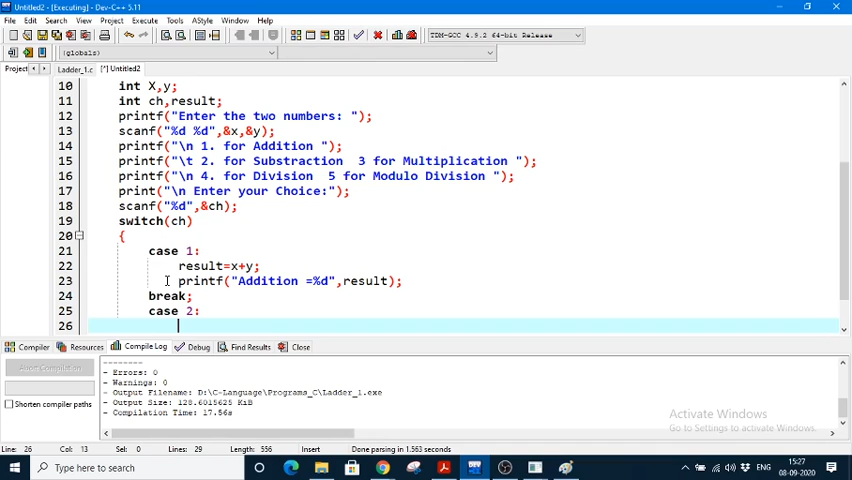 Untitled2 - [Executing] - Dev-C++ 5.11
File Edit Search View Project Execute Tools AStyle Window Help
TDM-GCC 4.9.2 64-bit Release
(globals)
Project Ladder_1.c [*] Untitled2
10 int X,y;
11 int ch,result;
12 printf("Enter the two numbers: ");
13 scanf("%d %d",&x,&y);
14 printf("\n 1. for Addition ");
15 printf("\t 2. for Substraction  3 for Multiplication ");
16 printf("\n 4. for Division  5 for Modulo Division ");
17 print("\n Enter your Choice:");
18 scanf("%d",&ch);
19 switch(ch)
20 {
21 case 1:
22 result=x+y;
23 printf("Addition =%d",result);
24 break;
25 case 2:
26
Compiler Resources Compile Log Debug Find Results Close
Abort Compilation
Shorten compiler paths
--------
- Errors: 0
- Warnings: 0
- Output Filename: D:\C-Language\Programs_C\Ladder_1.exe
- Output Size: 128.6015625 KiB
- Compilation Time: 17.56s
Activate Windows
Go to Settings to activate Windows.
Line: 26 Col: 13 Sel: 0 Lines: 29 Length: 556 Insert Done parsing in 1.563 seconds
Type here to search
ENG
15:27
08-09-2020